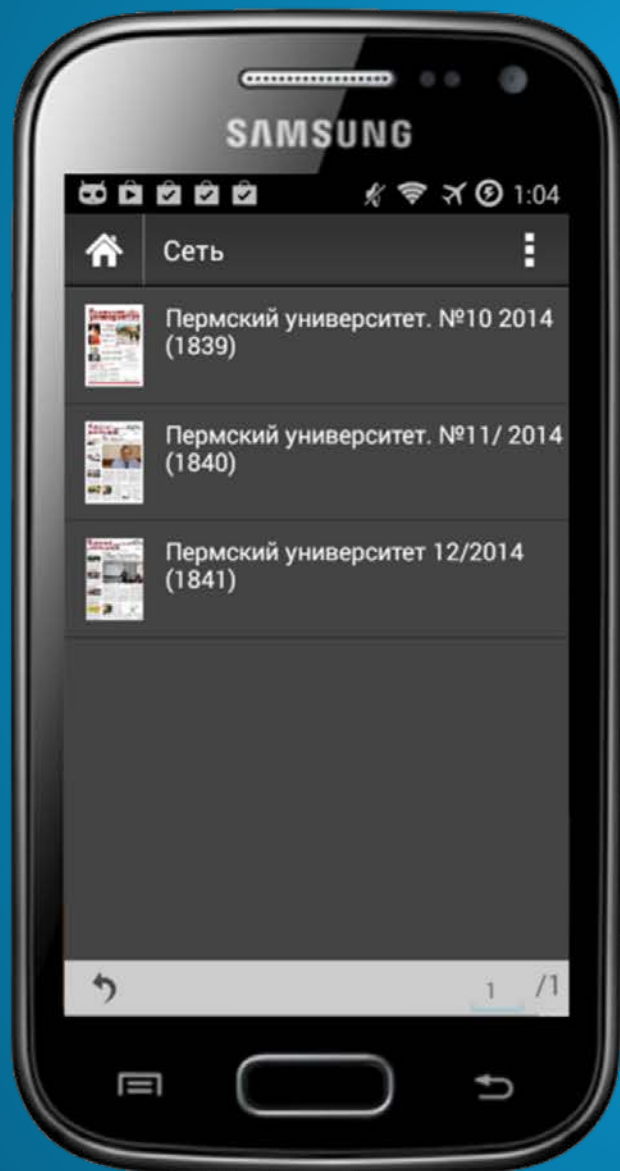 SAMSUNG
1:04
Сеть
Пермский университет. №10 2014
(1839)
Пермский университет. №11/ 2014
(1840)
Пермский университет 12/2014
(1841)
1 /1